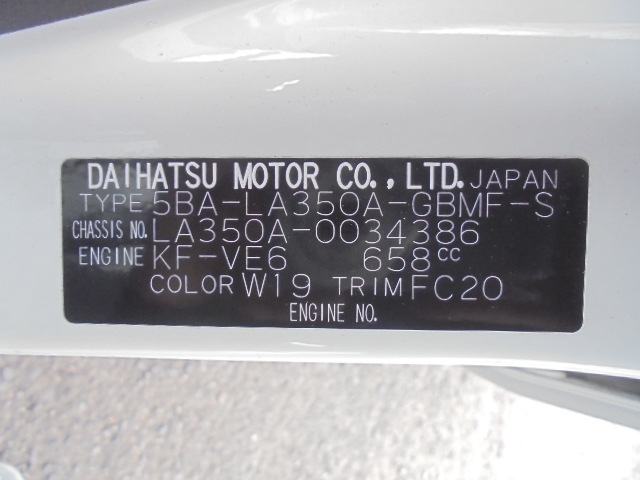 DAIHATSU MOTOR CO., LTD. JAPAN
TYPE 5BA-LA350A-GBMF-S
CHASSIS NO. LA350A-0034386
ENGINE KF-VE6 658cc
COLOR W19 TRIM FC20
ENGINE NO.